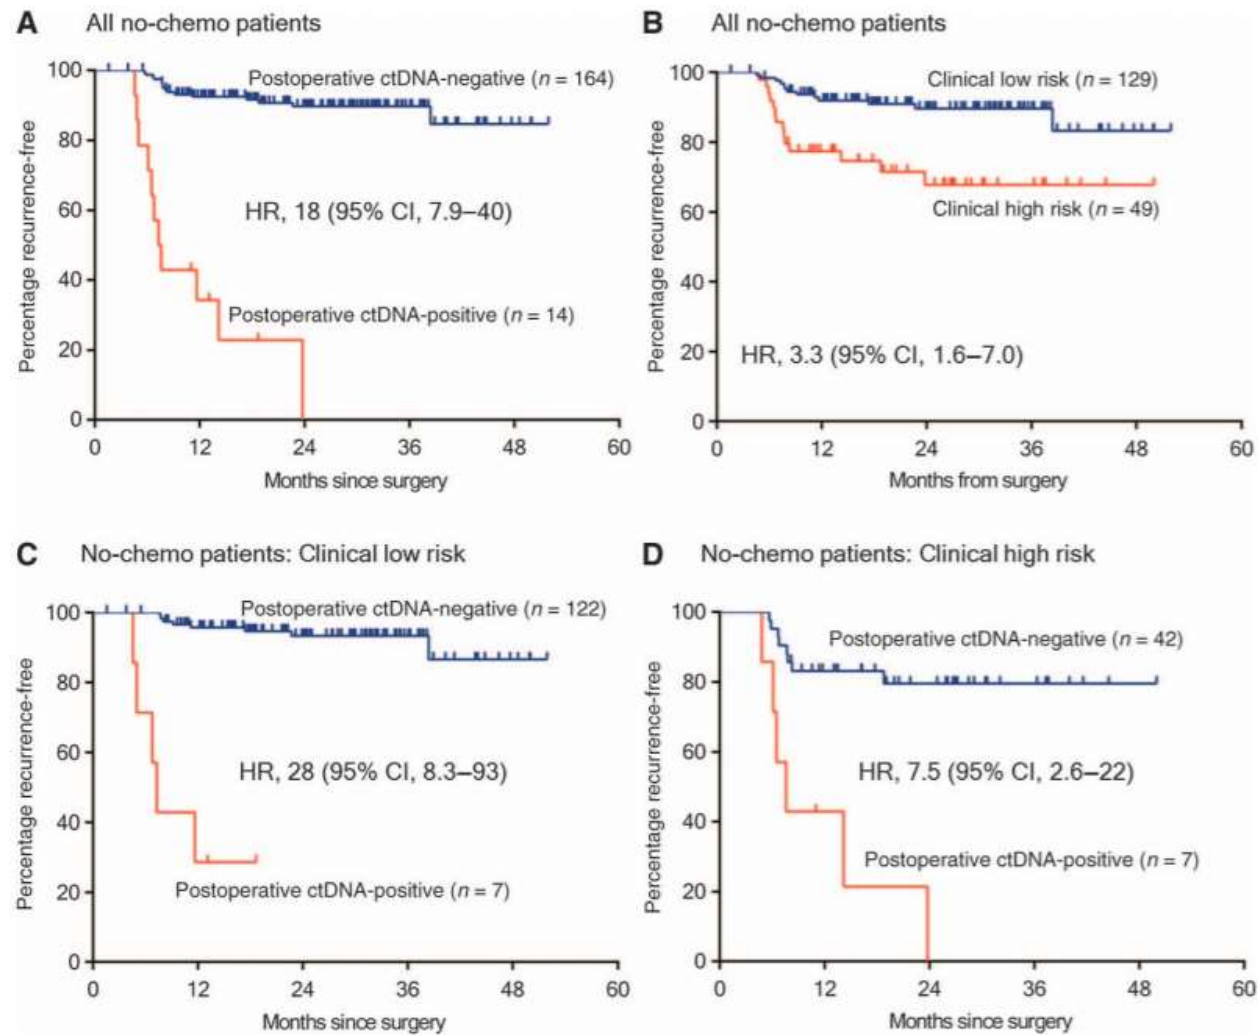 A All no-chemo patients
Percentage recurrence-free
100
80
60
40
20
0
Postoperative ctDNA-negative (n = 164)
HR, 18 (95% CI, 7.9–40)
Postoperative ctDNA-positive (n = 14)
0 12 24 36 48 60
Months since surgery
B All no-chemo patients
Percentage recurrence-free
100
80
60
40
20
0
Clinical low risk (n = 129)
Clinical high risk (n = 49)
HR, 3.3 (95% CI, 1.6–7.0)
0 12 24 36 48 60
Months from surgery
C No-chemo patients: Clinical low risk
Percentage recurrence-free
100
80
60
40
20
0
Postoperative ctDNA-negative (n = 122)
HR, 28 (95% CI, 8.3–93)
Postoperative ctDNA-positive (n = 7)
0 12 24 36 48 60
Months since surgery
D No-chemo patients: Clinical high risk
Percentage recurrence-free
100
80
60
40
20
0
Postoperative ctDNA-negative (n = 42)
HR, 7.5 (95% CI, 2.6–22)
Postoperative ctDNA-positive (n = 7)
0 12 24 36 48 60
Months since surgery